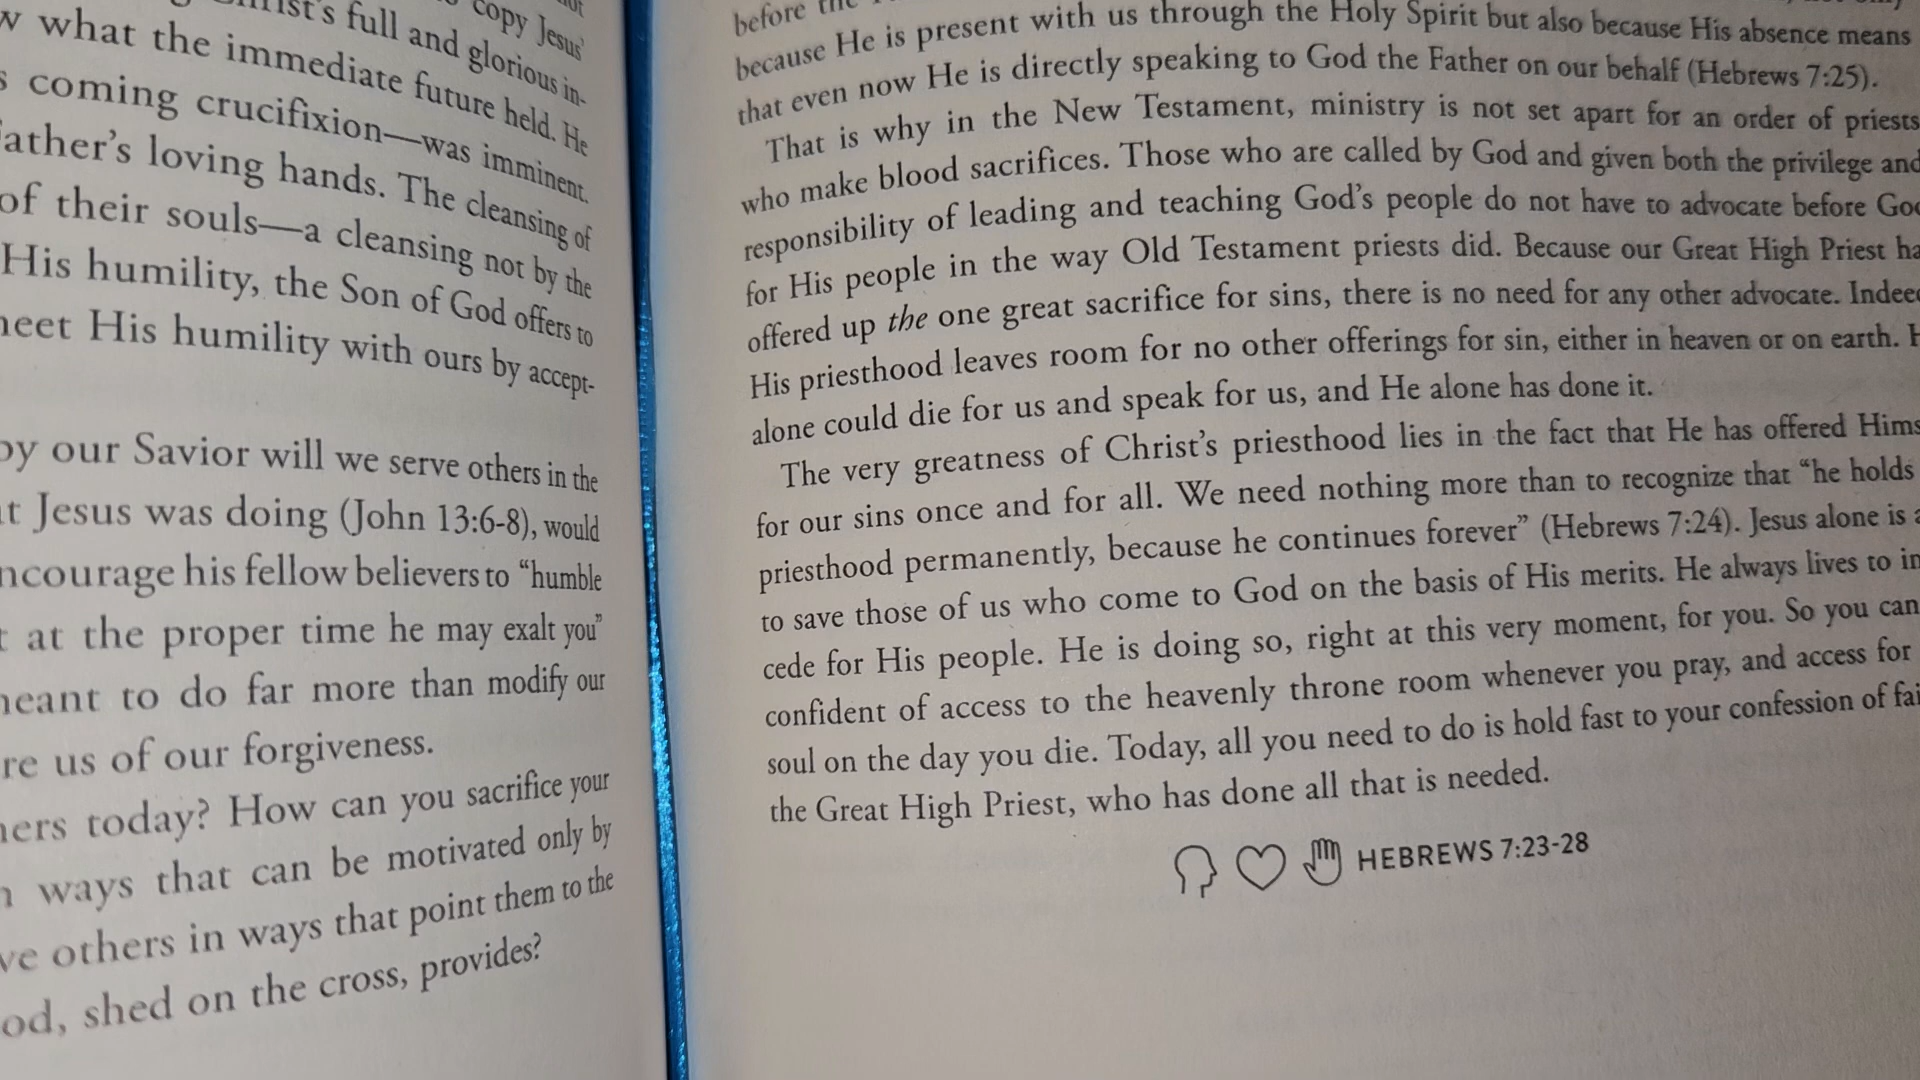 copy Jesus'
full and glorious in-
what the immediate future held. He
coming crucifixion—was imminent.
loving hands. The cleansing of
of their souls—a cleansing not by the
His humility, the Son of God offers to
His humility with ours by accept-
our Savior will we serve others in the
Jesus was doing (John 13:6-8), would
his fellow believers to “humble
at the proper time he may exalt you”
to do far more than modify our
us of our forgiveness.
today? How can you sacrifice your
ways that can be motivated only by
others in ways that point them to the
shed on the cross, provides?
before
because He is present with us through the Holy Spirit but also because His absence means
that even now He is directly speaking to God the Father on our behalf (Hebrews 7:25).
That is why in the New Testament, ministry is not set apart for an order of priests
who make blood sacrifices. Those who are called by God and given both the privilege and
responsibility of leading and teaching God’s people do not have to advocate before
for His people in the way Old Testament priests did. Because our Great High Priest
offered up the one great sacrifice for sins, there is no need for any other advocate.
His priesthood leaves room for no other offerings for sin, either in heaven or on earth.
alone could die for us and speak for us, and He alone has done it.
The very greatness of Christ’s priesthood lies in the fact that He has offered
for our sins once and for all. We need nothing more than to recognize that “he holds
priesthood permanently, because he continues forever” (Hebrews 7:24). Jesus alone is
to save those of us who come to God on the basis of His merits. He always lives to
cede for His people. He is doing so, right at this very moment, for you. So you can
confident of access to the heavenly throne room whenever you pray, and access for
soul on the day you die. Today, all you need to do is hold fast to your confession of
the Great High Priest, who has done all that is needed.
HEBREWS 7:23-28